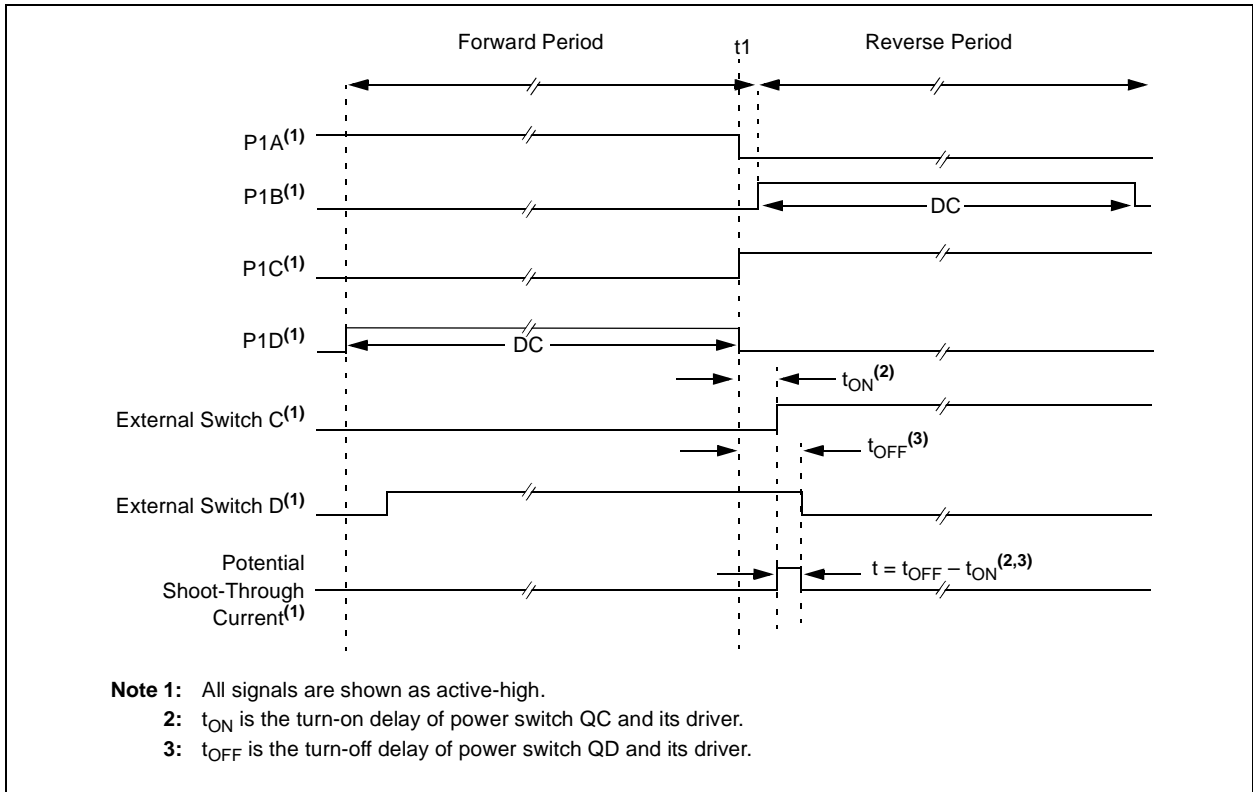 Forward Period
t1
Reverse Period
P1A(1)
P1B(1)
DC
P1C(1)
P1D(1)
DC
tON(2)
External Switch C(1)
tOFF(3)
External Switch D(1)
Potential
Shoot-Through
Current(1)
t = tOFF – tON(2,3)
Note 1: All signals are shown as active-high.
2: tON is the turn-on delay of power switch QC and its driver.
3: tOFF is the turn-off delay of power switch QD and its driver.